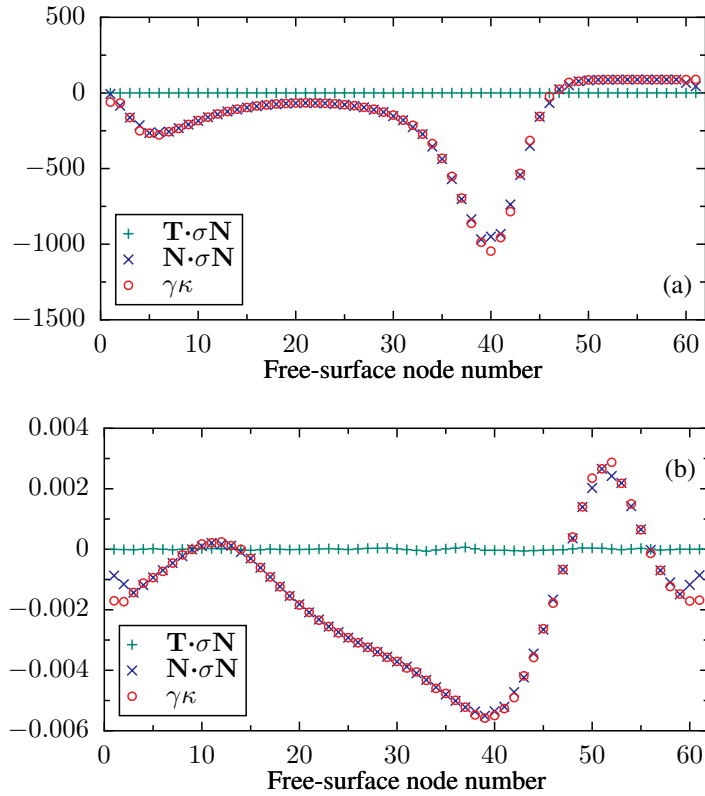 500
0
−500
−1000
−1500
T·σN
N·σN
γκ
(a)
0 10 20 30 40 50 60
Free-surface node number
0.004
0.002
0
−0.002
−0.004
−0.006
(b)
T·σN
N·σN
γκ
0 10 20 30 40 50 60
Free-surface node number